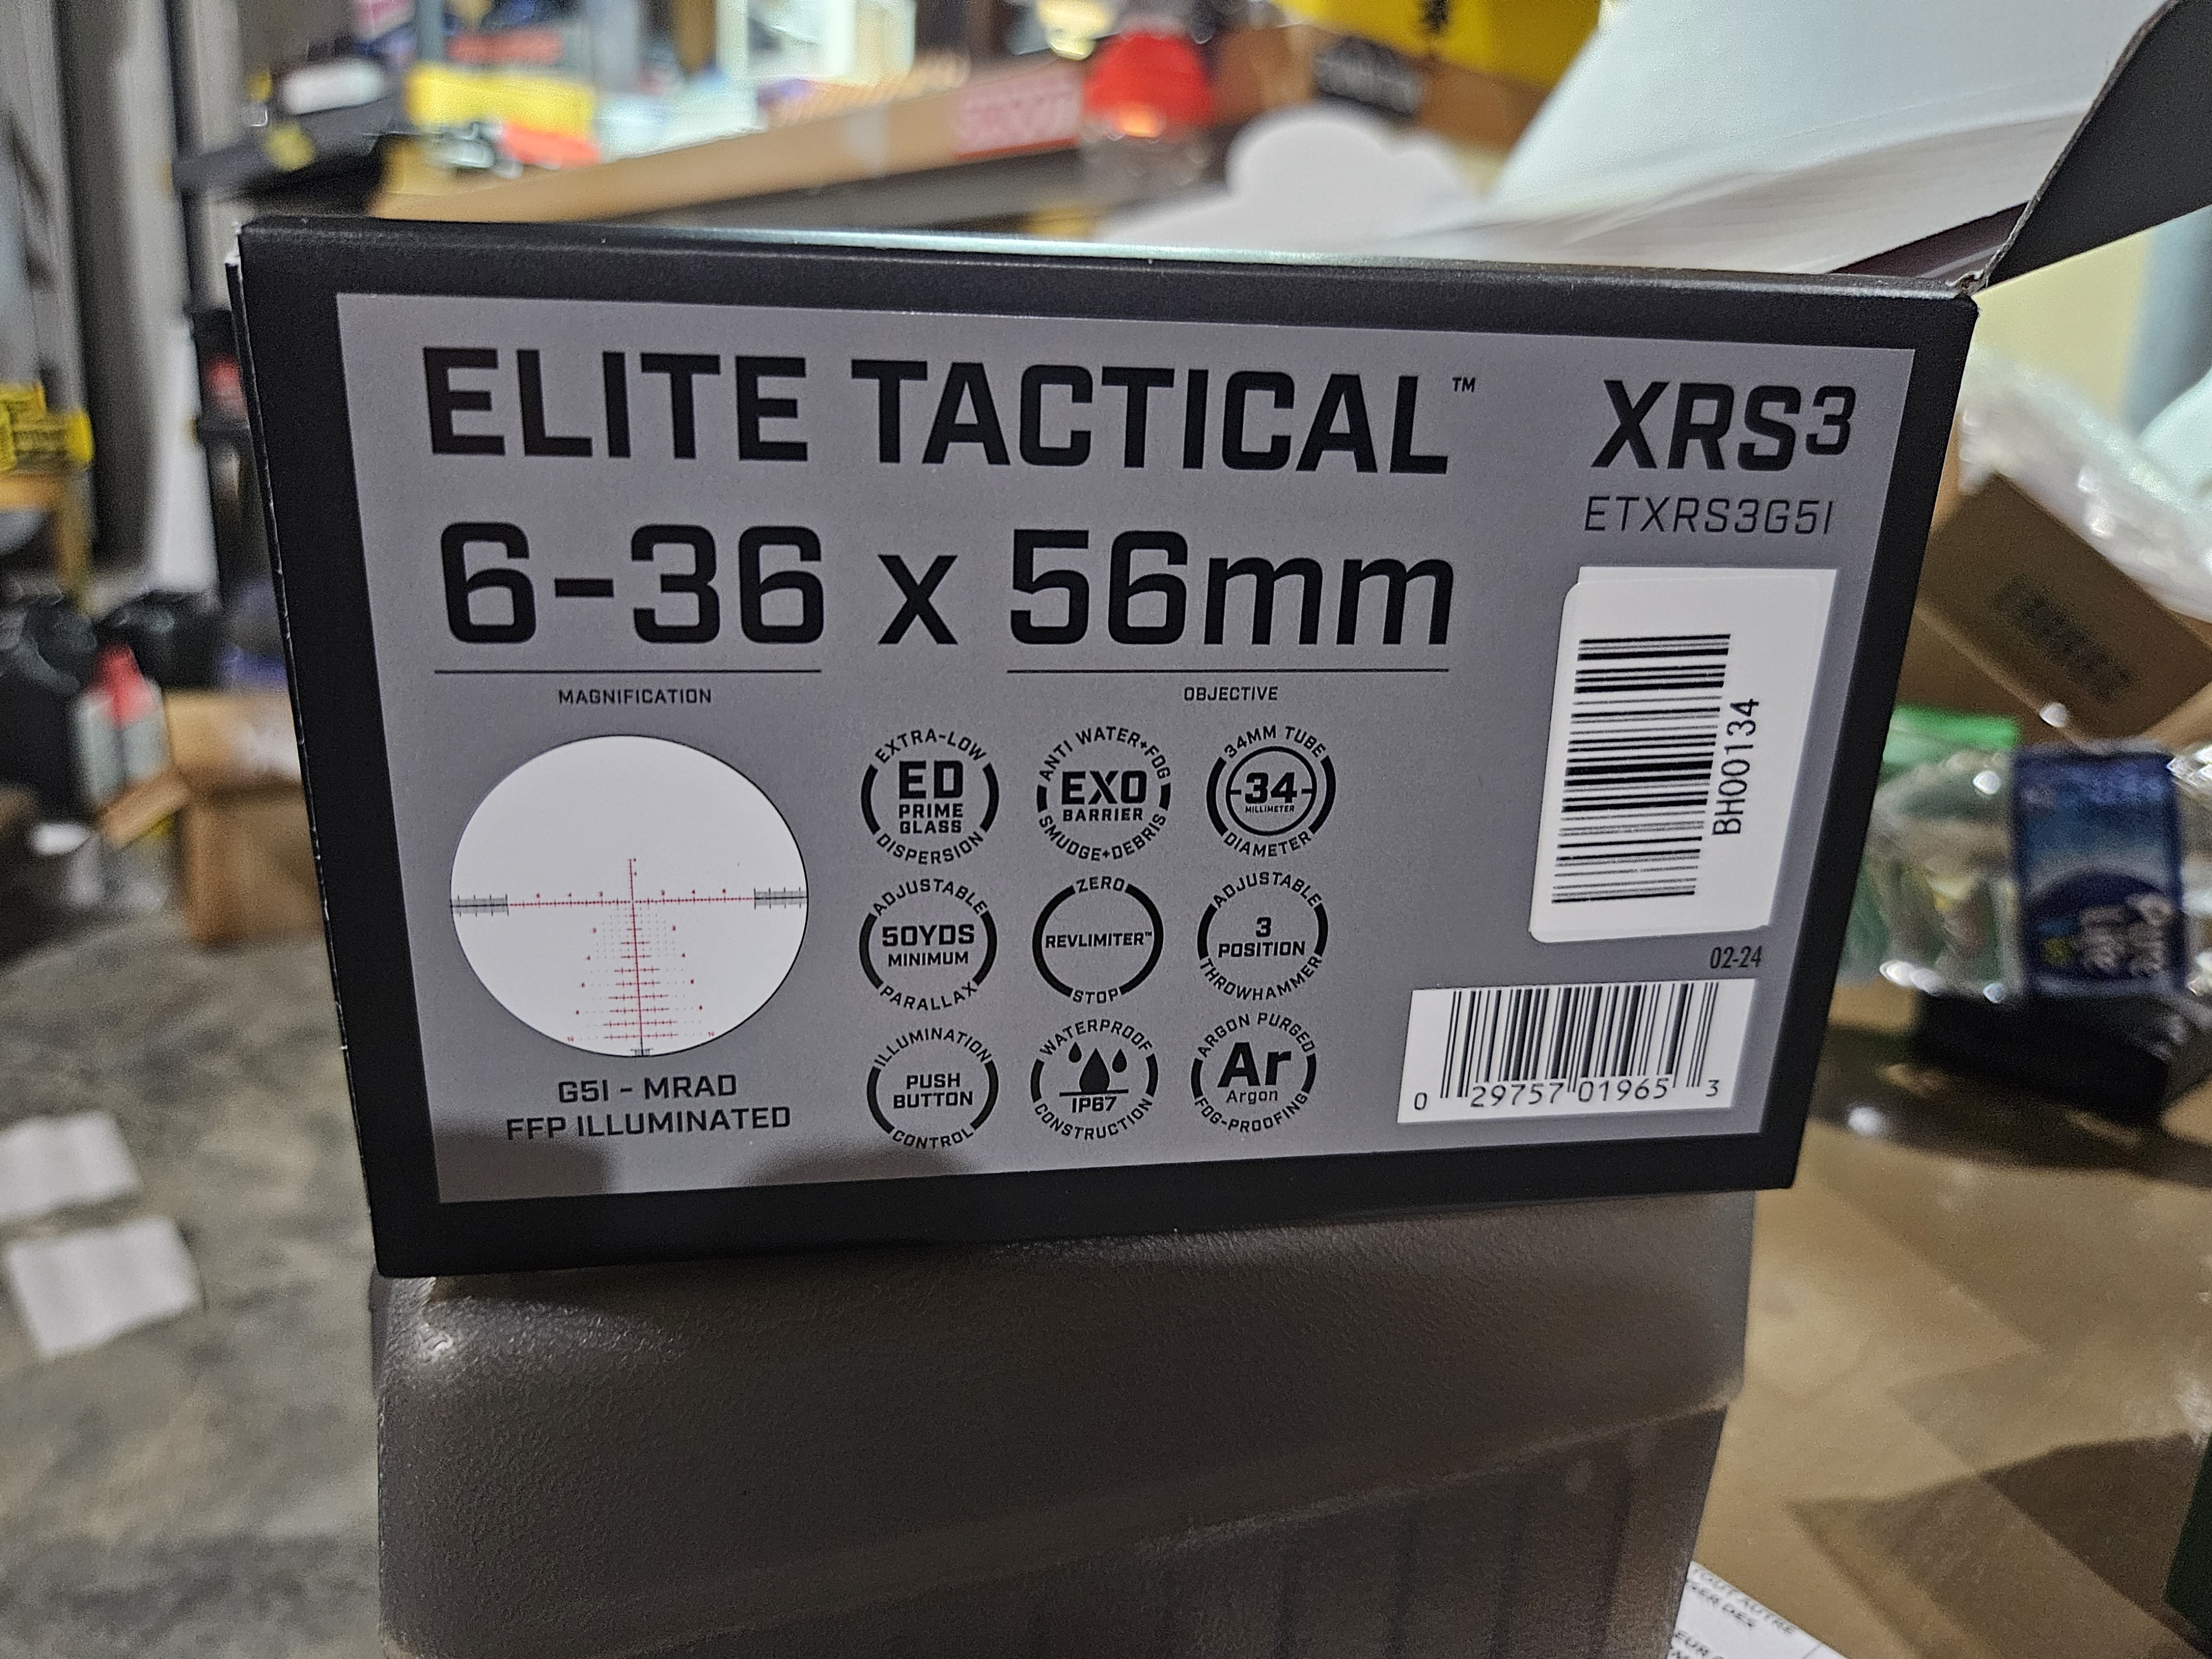 ELITE TACTICAL™
XRS3
ETXRS3G5I
6-36 x 56mm
MAGNIFICATION
OBJECTIVE
EXTRA-LOW
ED
PRIME
GLASS
DISPERSION
ANTI WATER+FOG
EXO
BARRIER
SMUDGE+DEBRIS
34MM TUBE
34
MILLIMETER
DIAMETER
BH00134
ADJUSTABLE
50YDS
MINIMUM
PARALLAX
ZERO
REVLIMITER™
STOP
ADJUSTABLE
3
POSITION
THROWHAMMER
02-24
ILLUMINATION
PUSH
BUTTON
CONTROL
WATERPROOF
IP67
CONSTRUCTION
ARGON PURGED
Ar
Argon
FOG-PROOFING
0 29757 01965 3
G5I - MRAD
FFP ILLUMINATED